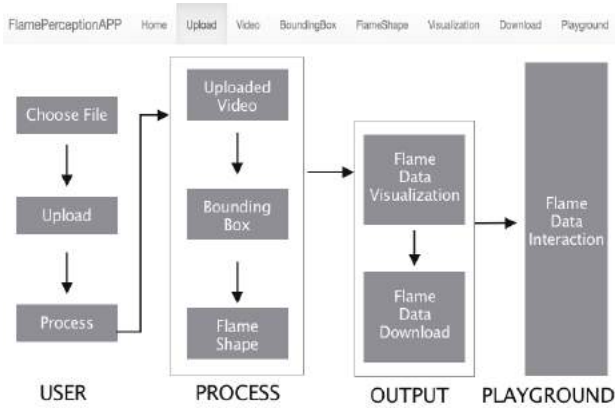 FlamePerceptionAPP Home Upload Video BoundingBox FlameShape Visualization Download Playground
Choose File
Upload
Process
USER
Uploaded
Video
Bounding
Box
Flame
Shape
PROCESS
Flame
Data
Visualization
Flame
Data
Download
OUTPUT
Flame
Data
Interaction
PLAYGROUND